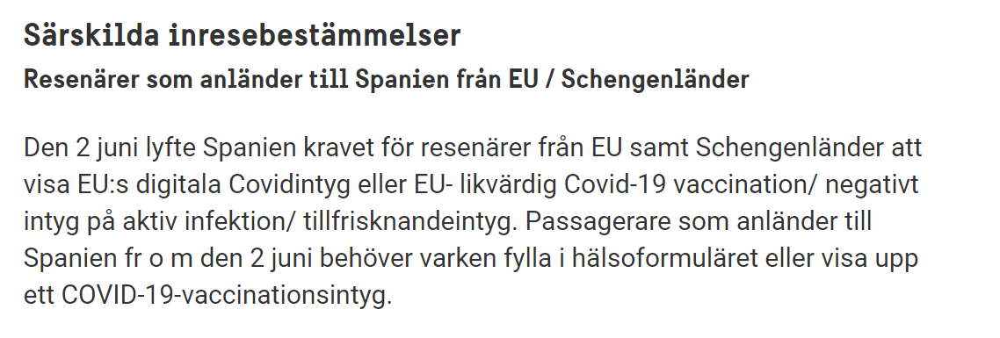 Särskilda inresebestämmelser
Resenärer som anländer till Spanien från EU / Schengenländer
Den 2 juni lyfte Spanien kravet för resenärer från EU samt Schengenländer att
visa EU:s digitala Covidintyg eller EU- likvärdig Covid-19 vaccination/ negativt
intyg på aktiv infektion/ tillfrisknandeintyg. Passagerare som anländer till
Spanien fr o m den 2 juni behöver varken fylla i hälsoformuläret eller visa upp
ett COVID-19-vaccinationsintyg.